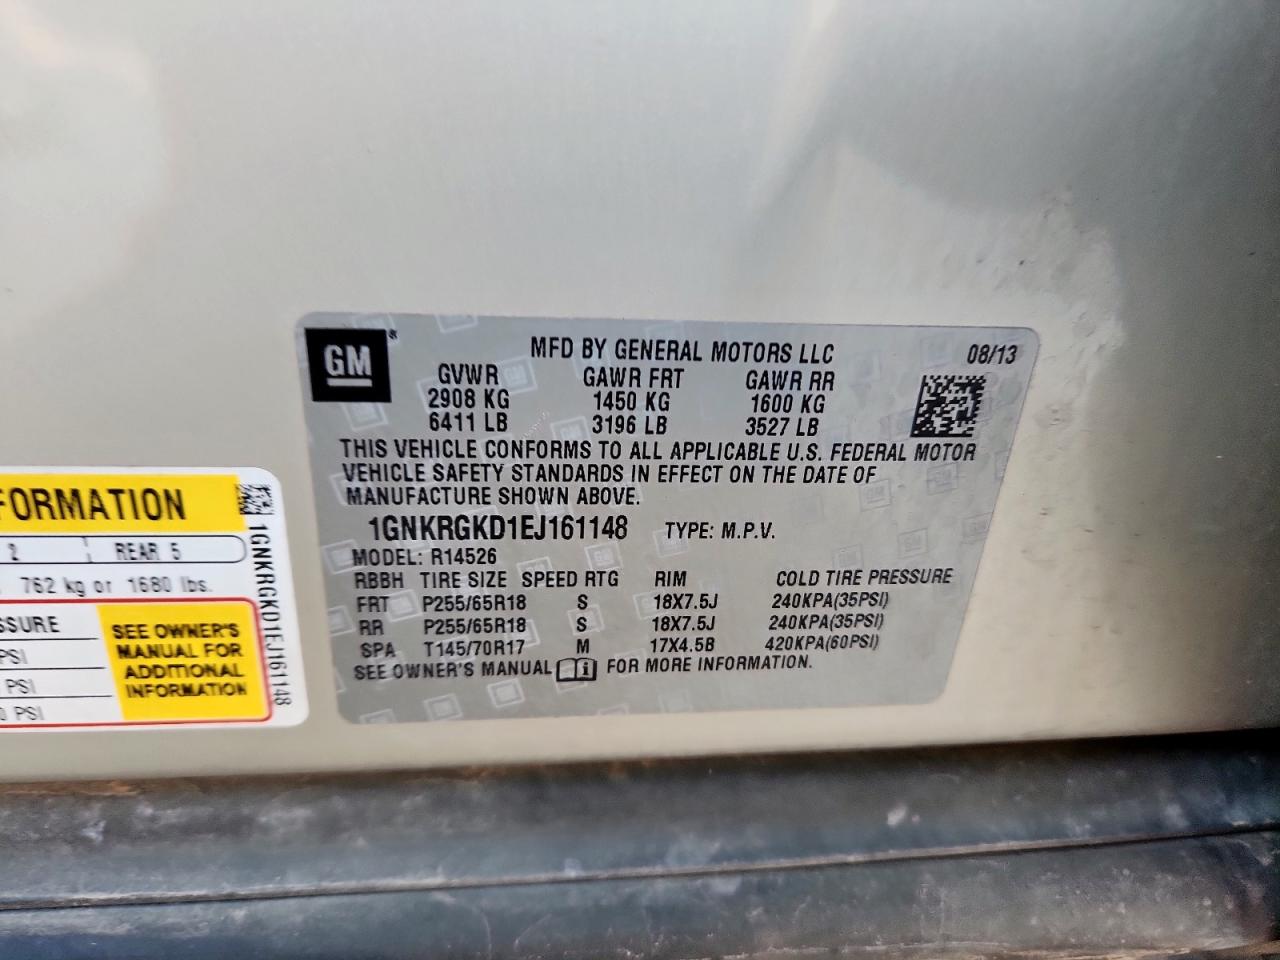 GM
MFD BY GENERAL MOTORS LLC 08/13
GVWR GAWR FRT GAWR RR
2908 KG 1450 KG 1600 KG
6411 LB 3196 LB 3527 LB
THIS VEHICLE CONFORMS TO ALL APPLICABLE U.S. FEDERAL MOTOR
VEHICLE SAFETY STANDARDS IN EFFECT ON THE DATE OF
MANUFACTURE SHOWN ABOVE.
1GNKRGKD1EJ161148 TYPE: M.P.V.
MODEL: R14526
RBBH TIRE SIZE SPEED RTG RIM COLD TIRE PRESSURE
FRT P255/65R18 S 18X7.5J 240KPA(35PSI)
RR P255/65R18 S 18X7.5J 240KPA(35PSI)
SPA T145/70R17 M 17X4.5B 420KPA(60PSI)
SEE OWNER'S MANUAL FOR MORE INFORMATION.
FORMATION
2 REAR 5
762 kg or 1680 lbs.
SSURE
PSI
PSI
0 PSI
SEE OWNER'S
MANUAL FOR
ADDITIONAL
INFORMATION
1GNKRGKD1EJ161148